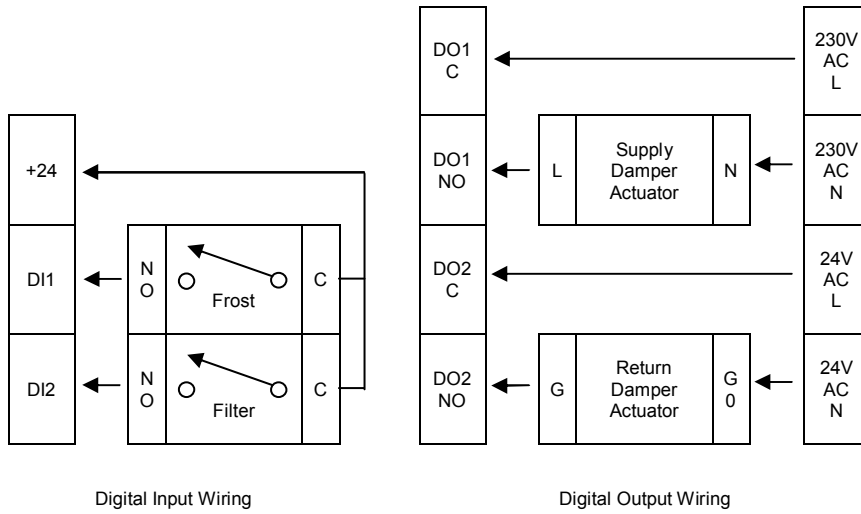 +24
DI1
DI2
N
O
Frost
C
N
O
Filter
C
Digital Input Wiring
DO1
C
DO1
NO
DO2
C
DO2
NO
L
Supply
Damper
Actuator
N
G
Return
Damper
Actuator
G
0
230V
AC
L
230V
AC
N
24V
AC
L
24V
AC
N
Digital Output Wiring